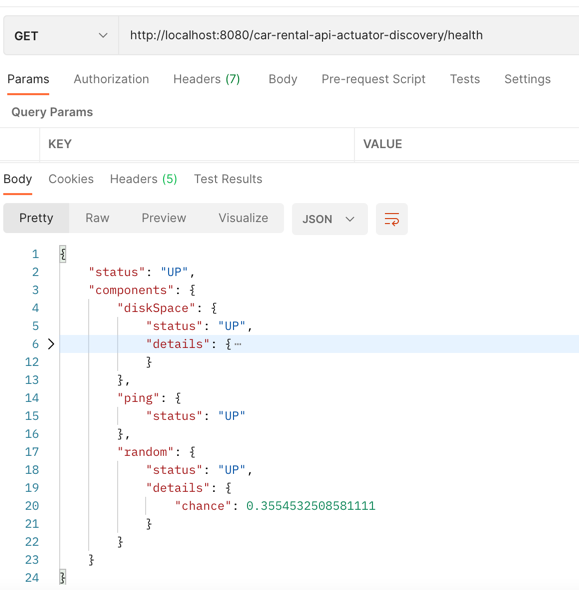 GET http://localhost:8080/car-rental-api-actuator-discovery/health
Params Authorization Headers (7) Body Pre-request Script Tests Settings
Query Params
KEY VALUE
Body Cookies Headers (5) Test Results
Pretty Raw Preview Visualize JSON
1 {
2 "status": "UP",
3 "components": {
4 "diskSpace": {
5 "status": "UP",
6 "details": {⋯
12 }
13 },
14 "ping": {
15 "status": "UP"
16 },
17 "random": {
18 "status": "UP",
19 "details": {
20 "chance": 0.3554532508581111
21 }
22 }
23 }
24 }